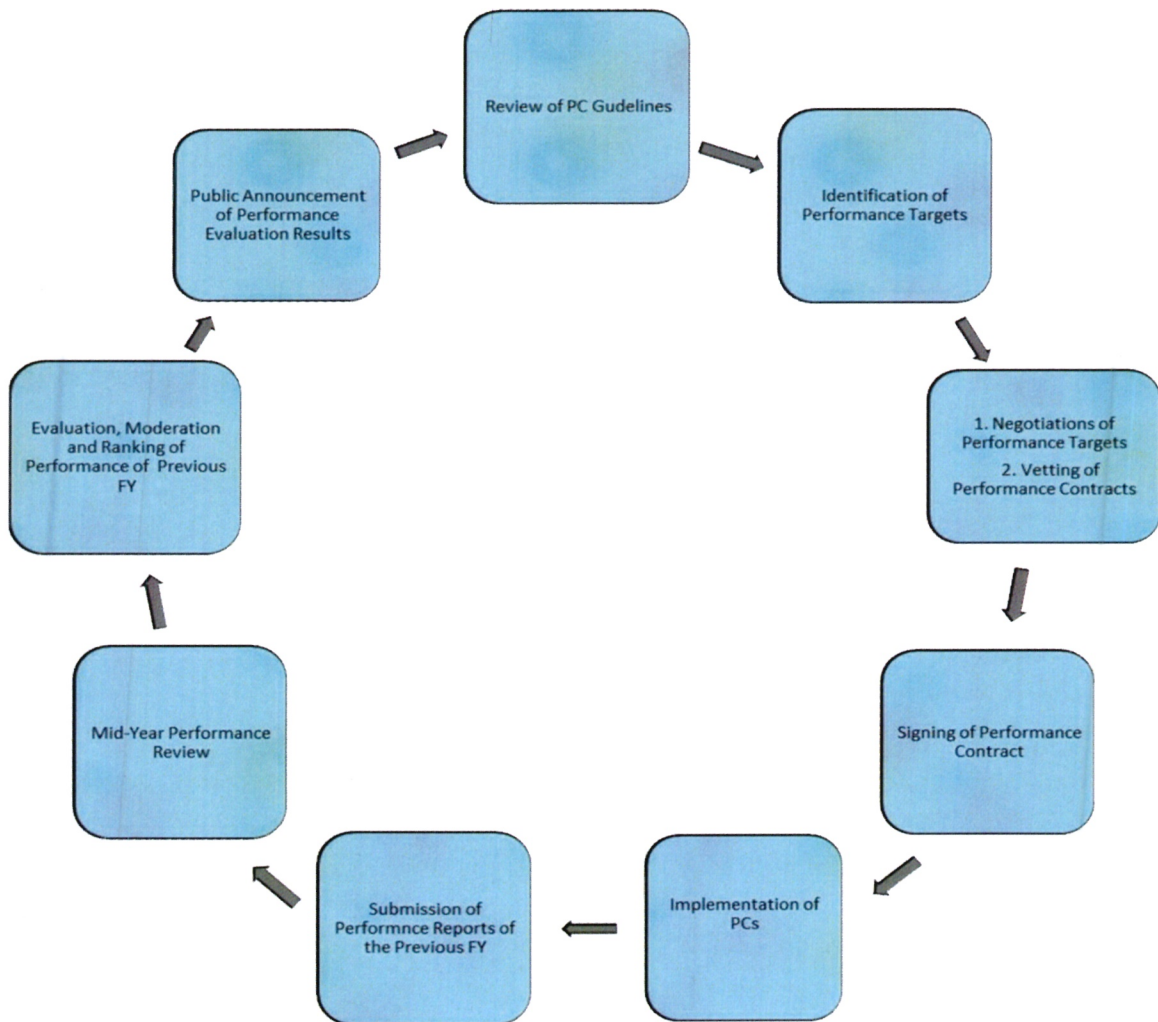 Review of PC Gudelines
Identification of
Performance Targets
1. Negotiations of
Performance Targets
2. Vetting of
Performance Contracts
Signing of Performance
Contract
Implementation of
PCs
Submission of
Performnce Reports of
the Previous FY
Mid-Year Performance
Review
Evaluation, Moderation
and Ranking of
Performance of Previous
FY
Public Announcement
of Performance
Evaluation Results